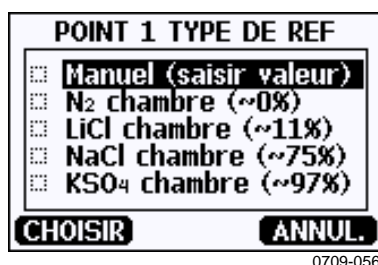 POINT 1 TYPE DE REF
Manuel (saisir valeur)
N₂ chambre (~0%)
LiCl chambre (~11%)
NaCl chambre (~75%)
KSO₄ chambre (~97%)
CHOISIR ANNUL.
0709-056